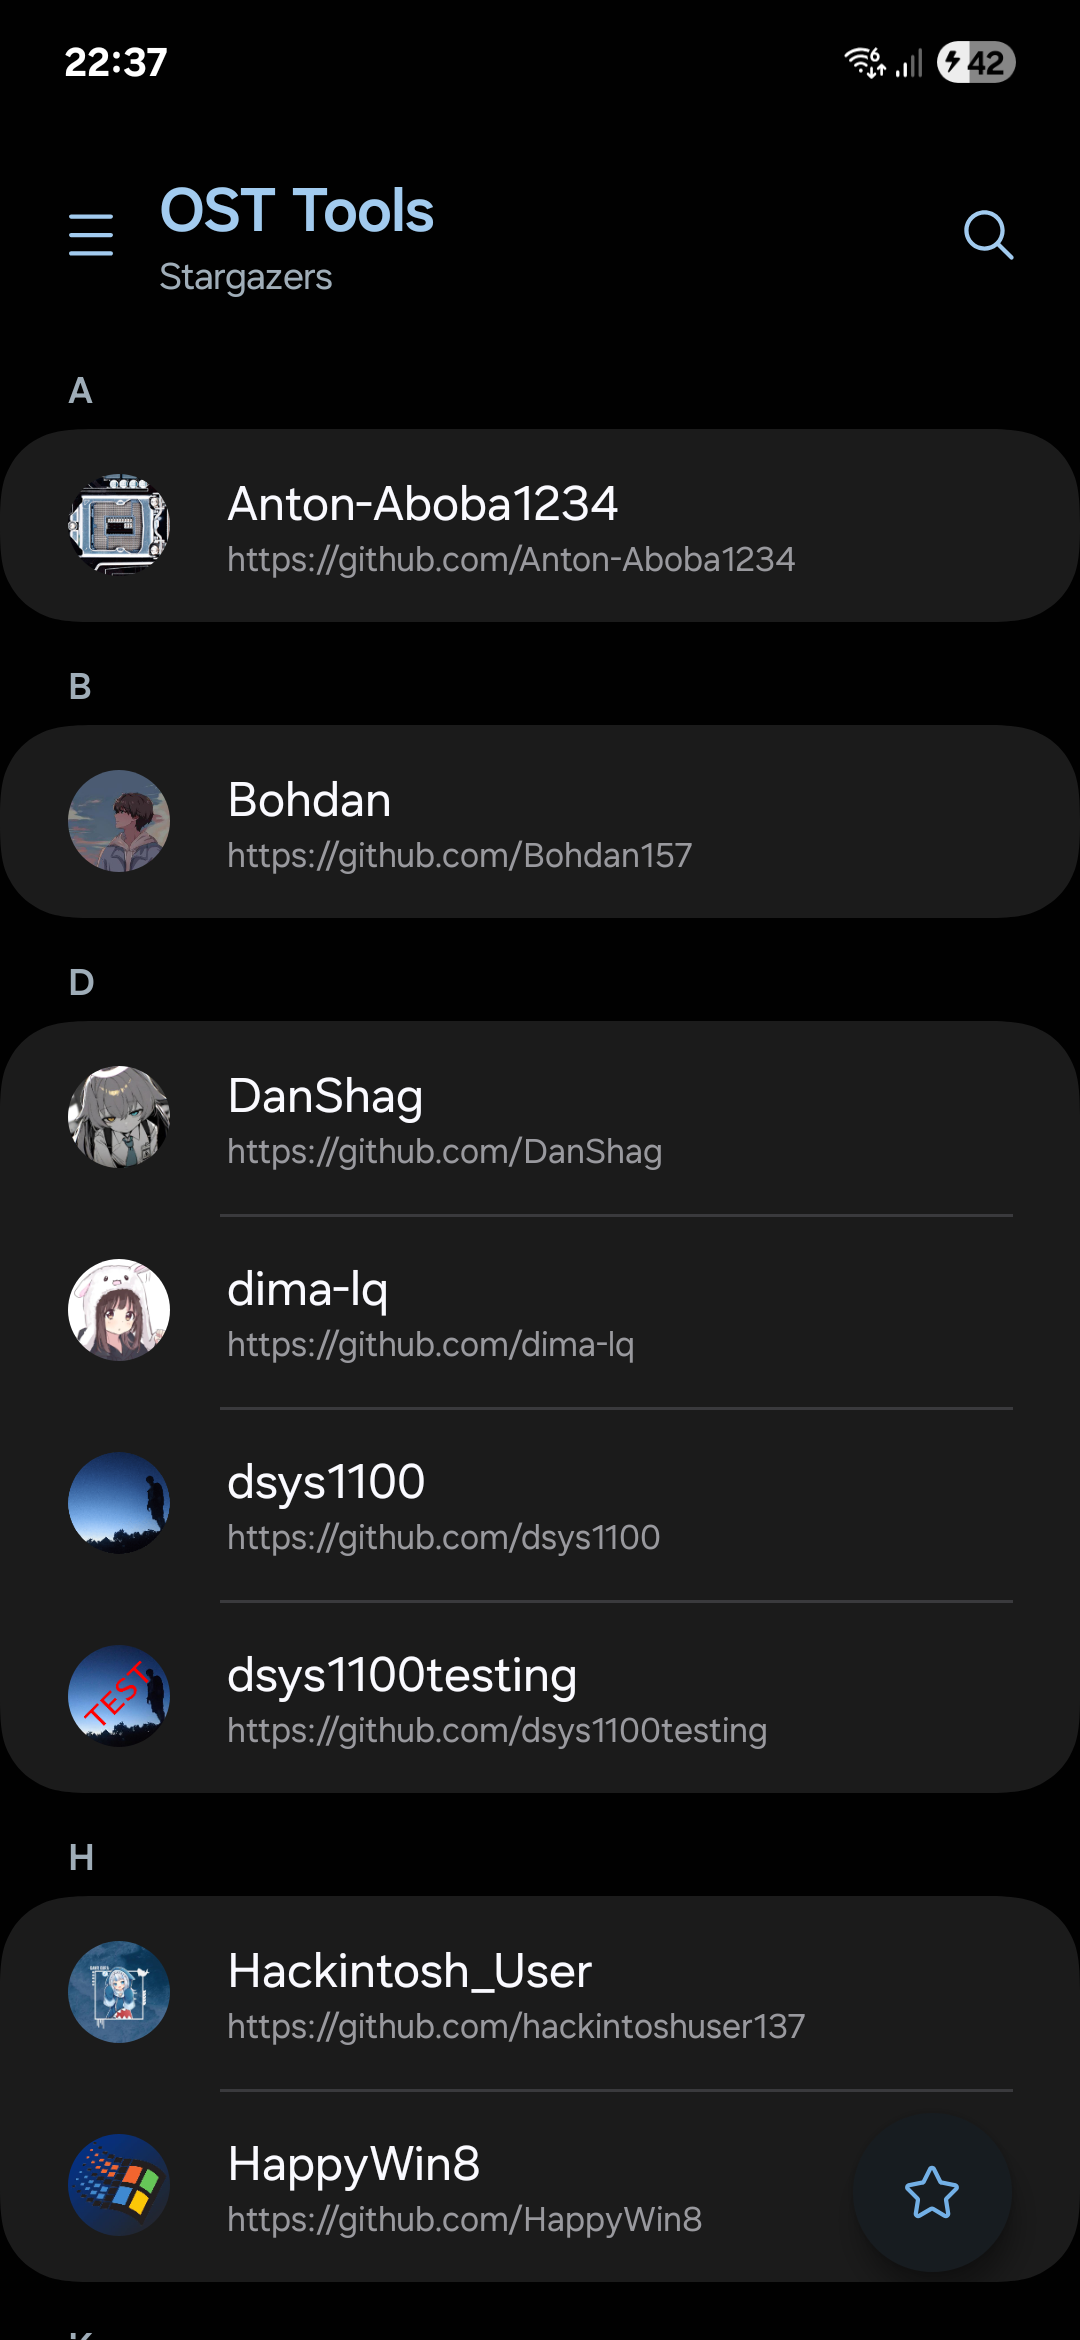 22:37
6
42
OST Tools
Stargazers
A
Anton-Aboba1234
https://github.com/Anton-Aboba1234
B
Bohdan
https://github.com/Bohdan157
D
DanShag
https://github.com/DanShag
dima-lq
https://github.com/dima-lq
dsys1100
https://github.com/dsys1100
TEST
dsys1100testing
https://github.com/dsys1100testing
H
Hackintosh_User
https://github.com/hackintoshuser137
HappyWin8
https://github.com/HappyWin8